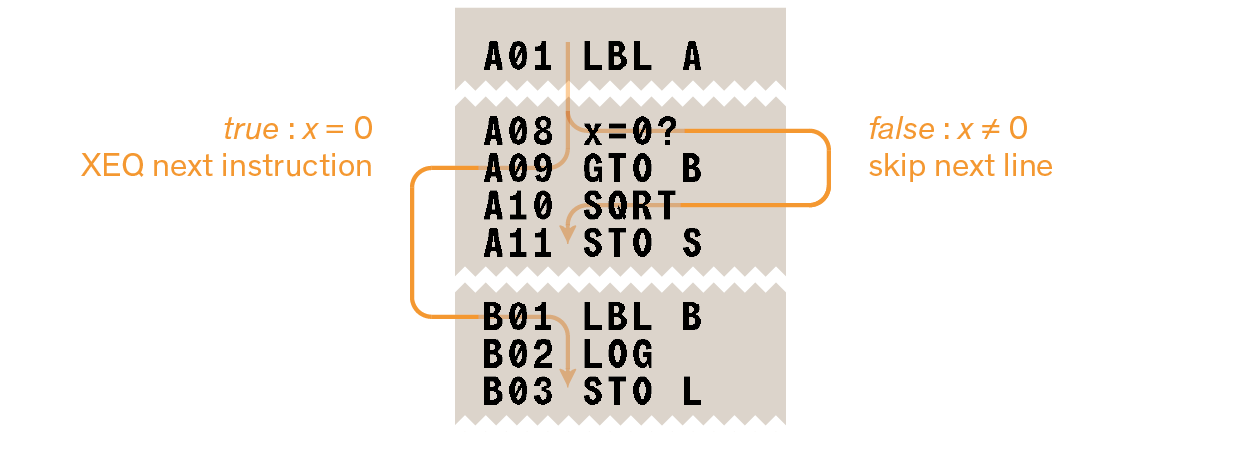 A01 LBL A
true : x = 0
XEQ next instruction
A08 x=0?
A09 GTO B
A10 SQRT
A11 STO S
false : x ≠ 0
skip next line
B01 LBL B
B02 LOG
B03 STO L